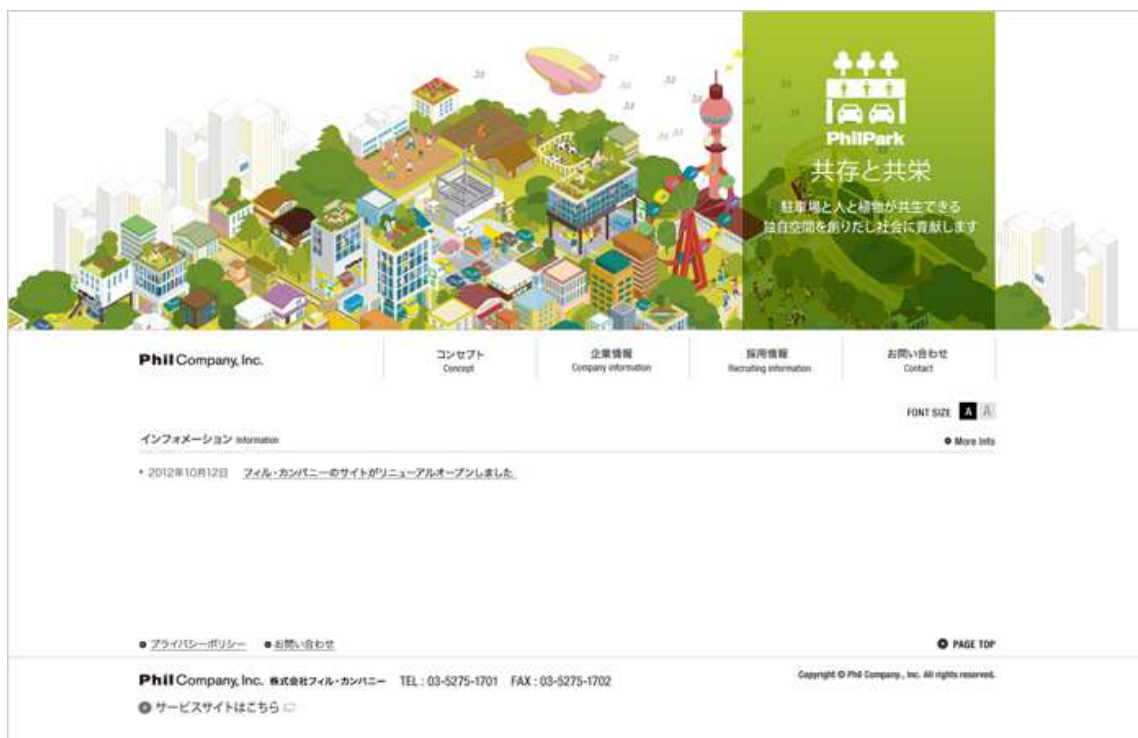 PhilPark
共存と共栄
駐車場と人と植物が共生できる
独自空間を創りだし社会に貢献します
Phil Company, Inc.
コンセプト
Concept
企業情報
Company information
採用情報
Recruiting information
お問い合わせ
Contact
FONT SIZE A A
インフォメーション Information
More Info
2012年10月12日 フィル・カンパニーのサイトがリニューアルオープンしました
プライバシーポリシー お問い合わせ
PAGE TOP
Phil Company, Inc. 株式会社フィル・カンパニー TEL : 03-5275-1701 FAX : 03-5275-1702
Copyright © Phil Company., Inc. All rights reserved.
サービスサイトはこちら